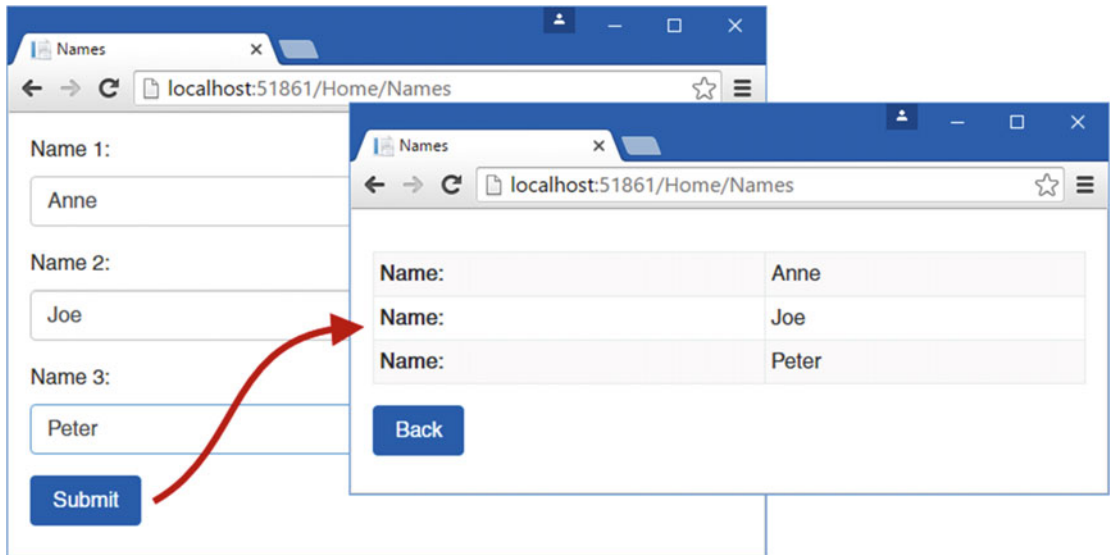 Names
localhost:51861/Home/Names
Name 1:
Anne
Name 2:
Joe
Name 3:
Peter
Submit
Names
localhost:51861/Home/Names
Name: Anne
Name: Joe
Name: Peter
Back